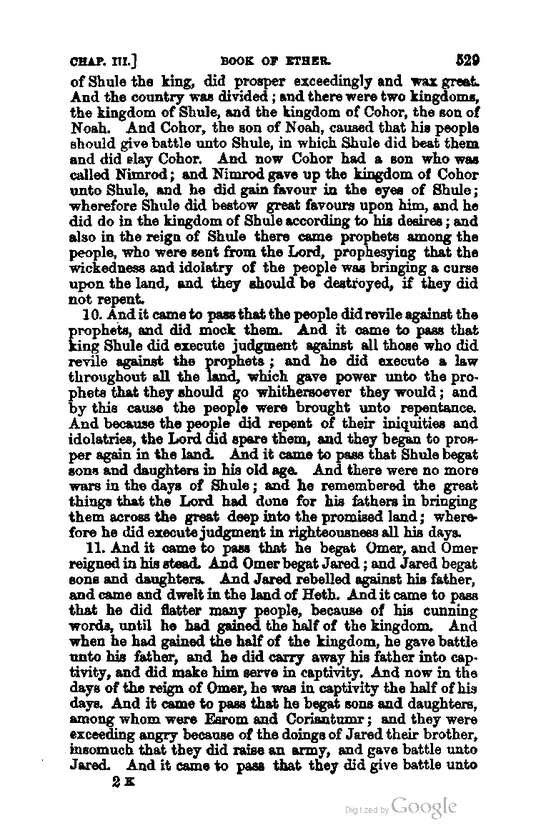 CHAP. III.] BOOK OF ETHER. 529
of Shule the king, did prosper exceedingly and wax great.
And the country was divided; and there were two kingdoms,
the kingdom of Shule, and the kingdom of Cohor, the son of
Noah. And Cohor, the son of Noah, caused that his people
should give battle unto Shule, in which Shule did beat them
and did slay Cohor. And now Cohor had a son who was
called Nimrod; and Nimrod gave up the kingdom of Cohor
unto Shule, and he did gain favour in the eyes of Shule;
wherefore Shule did bestow great favours upon him, and he
did do in the kingdom of Shule according to his desires; and
also in the reign of Shule there came prophets among the
people, who were sent from the Lord, prophesying that the
wickedness and idolatry of the people was bringing a curse
upon the land, and they should be destroyed, if they did
not repent.
10. And it came to pass that the people did revile against the
prophets, and did mock them. And it came to pass that
king Shule did execute judgment against all those who did
revile against the prophets; and he did execute a law
throughout all the land, which gave power unto the pro-
phets that they should go whithersoever they would; and
by this cause the people were brought unto repentance.
And because the people did repent of their iniquities and
idolatries, the Lord did spare them, and they began to pros-
per again in the land. And it came to pass that Shule begat
sons and daughters in his old age. And there were no more
wars in the days of Shule; and he remembered the great
things that the Lord had done for his fathers in bringing
them across the great deep into the promised land; where-
fore he did execute judgment in righteousness all his days.
11. And it came to pass that he begat Omer, and Omer
reigned in his stead. And Omer begat Jared; and Jared begat
sons and daughters. And Jared rebelled against his father,
and came and dwelt in the land of Heth. And it came to pass
that he did flatter many people, because of his cunning
words, until he had gained the half of the kingdom. And
when he had gained the half of the kingdom, he gave battle
unto his father, and he did carry away his father into cap-
tivity, and did make him serve in captivity. And now in the
days of the reign of Omer, he was in captivity the half of his
days. And it came to pass that he begat sons and daughters,
among whom were Esrom and Coriantumr; and they were
exceeding angry because of the doings of Jared their brother,
insomuch that they did raise an army, and gave battle unto
Jared. And it came to pass that they did give battle unto
2 K
Digitized by Google